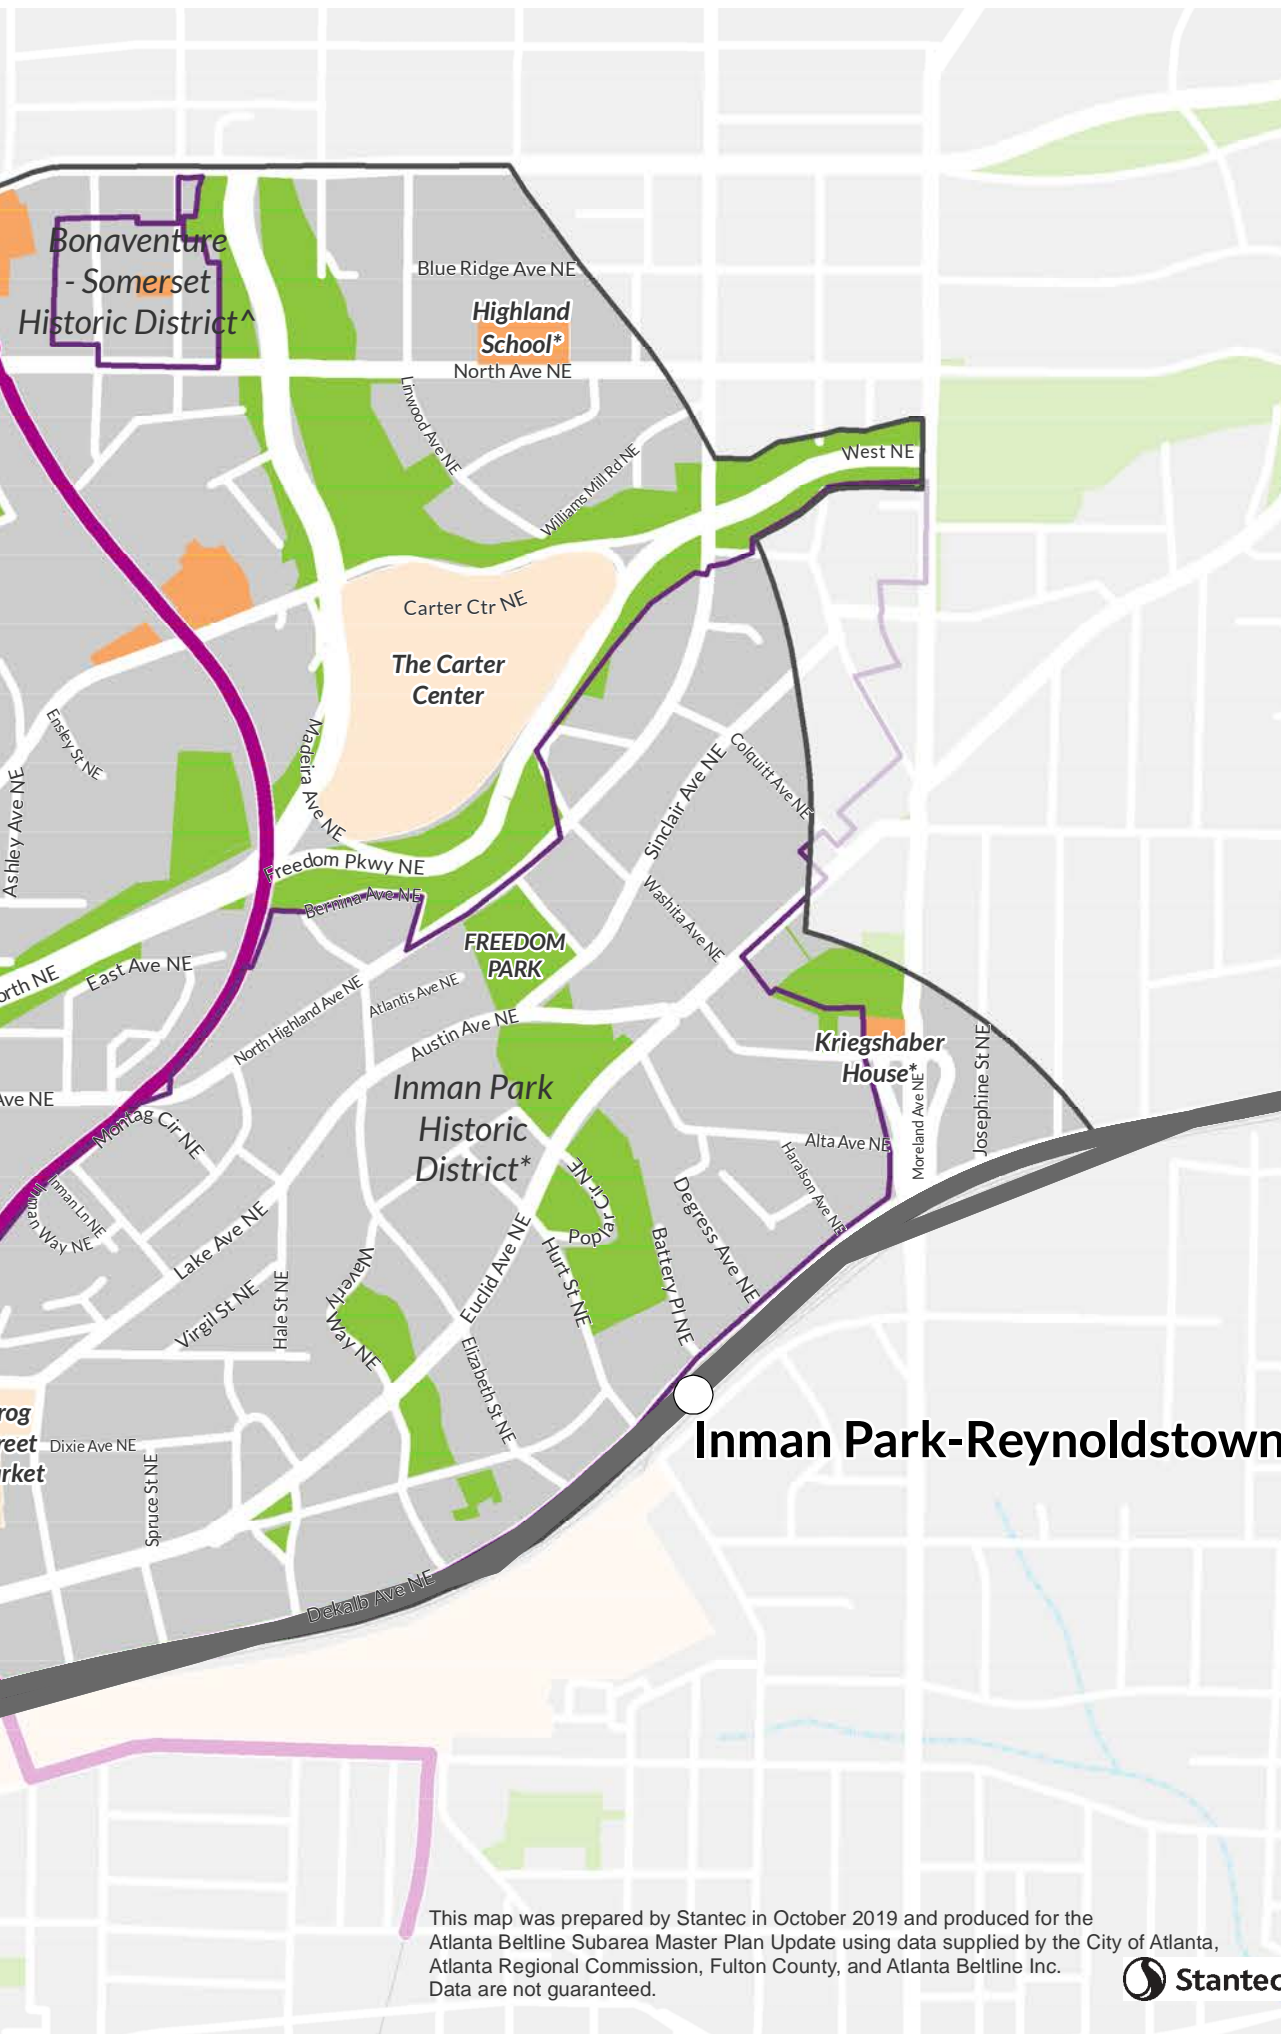 Bonaventure
- Somerset
Historic District^
Blue Ridge Ave NE
Highland
School*
North Ave NE
Linwood Ave NE
Williams Mill Rd NE
West NE
Carter Ctr NE
The Carter
Center
Ensley St NE
Madeira Ave NE
Ashley Ave NE
Sinclair Ave NE
Colquitt Ave NE
Freedom Pkwy NE
Bernina Ave NE
Washita Ave NE
FREEDOM
PARK
orth NE
East Ave NE
North Highland Ave NE
Atlantis Ave NE
Austin Ave NE
Kriegshaber
House*
Josephine St NE
Moreland Ave NE
Ave NE
Montag Cir NE
Inman Park
Historic
District*
Alta Ave NE
Haralson Ave NE
Inman Ln NE
Inman Way NE
Lake Ave NE
Poplar Cir NE
Degress Ave NE
Battery Pl NE
Hurt St NE
Euclid Ave NE
Waverly Way NE
Virgil St NE
Hale St NE
Elizabeth St NE
rog
reet
rket
Dixie Ave NE
Spruce St NE
Inman Park-Reynoldstown
Dekalb Ave NE
This map was prepared by Stantec in October 2019 and produced for the
Atlanta Beltline Subarea Master Plan Update using data supplied by the City of Atlanta,
Atlanta Regional Commission, Fulton County, and Atlanta Beltline Inc.
Data are not guaranteed.
Stantec